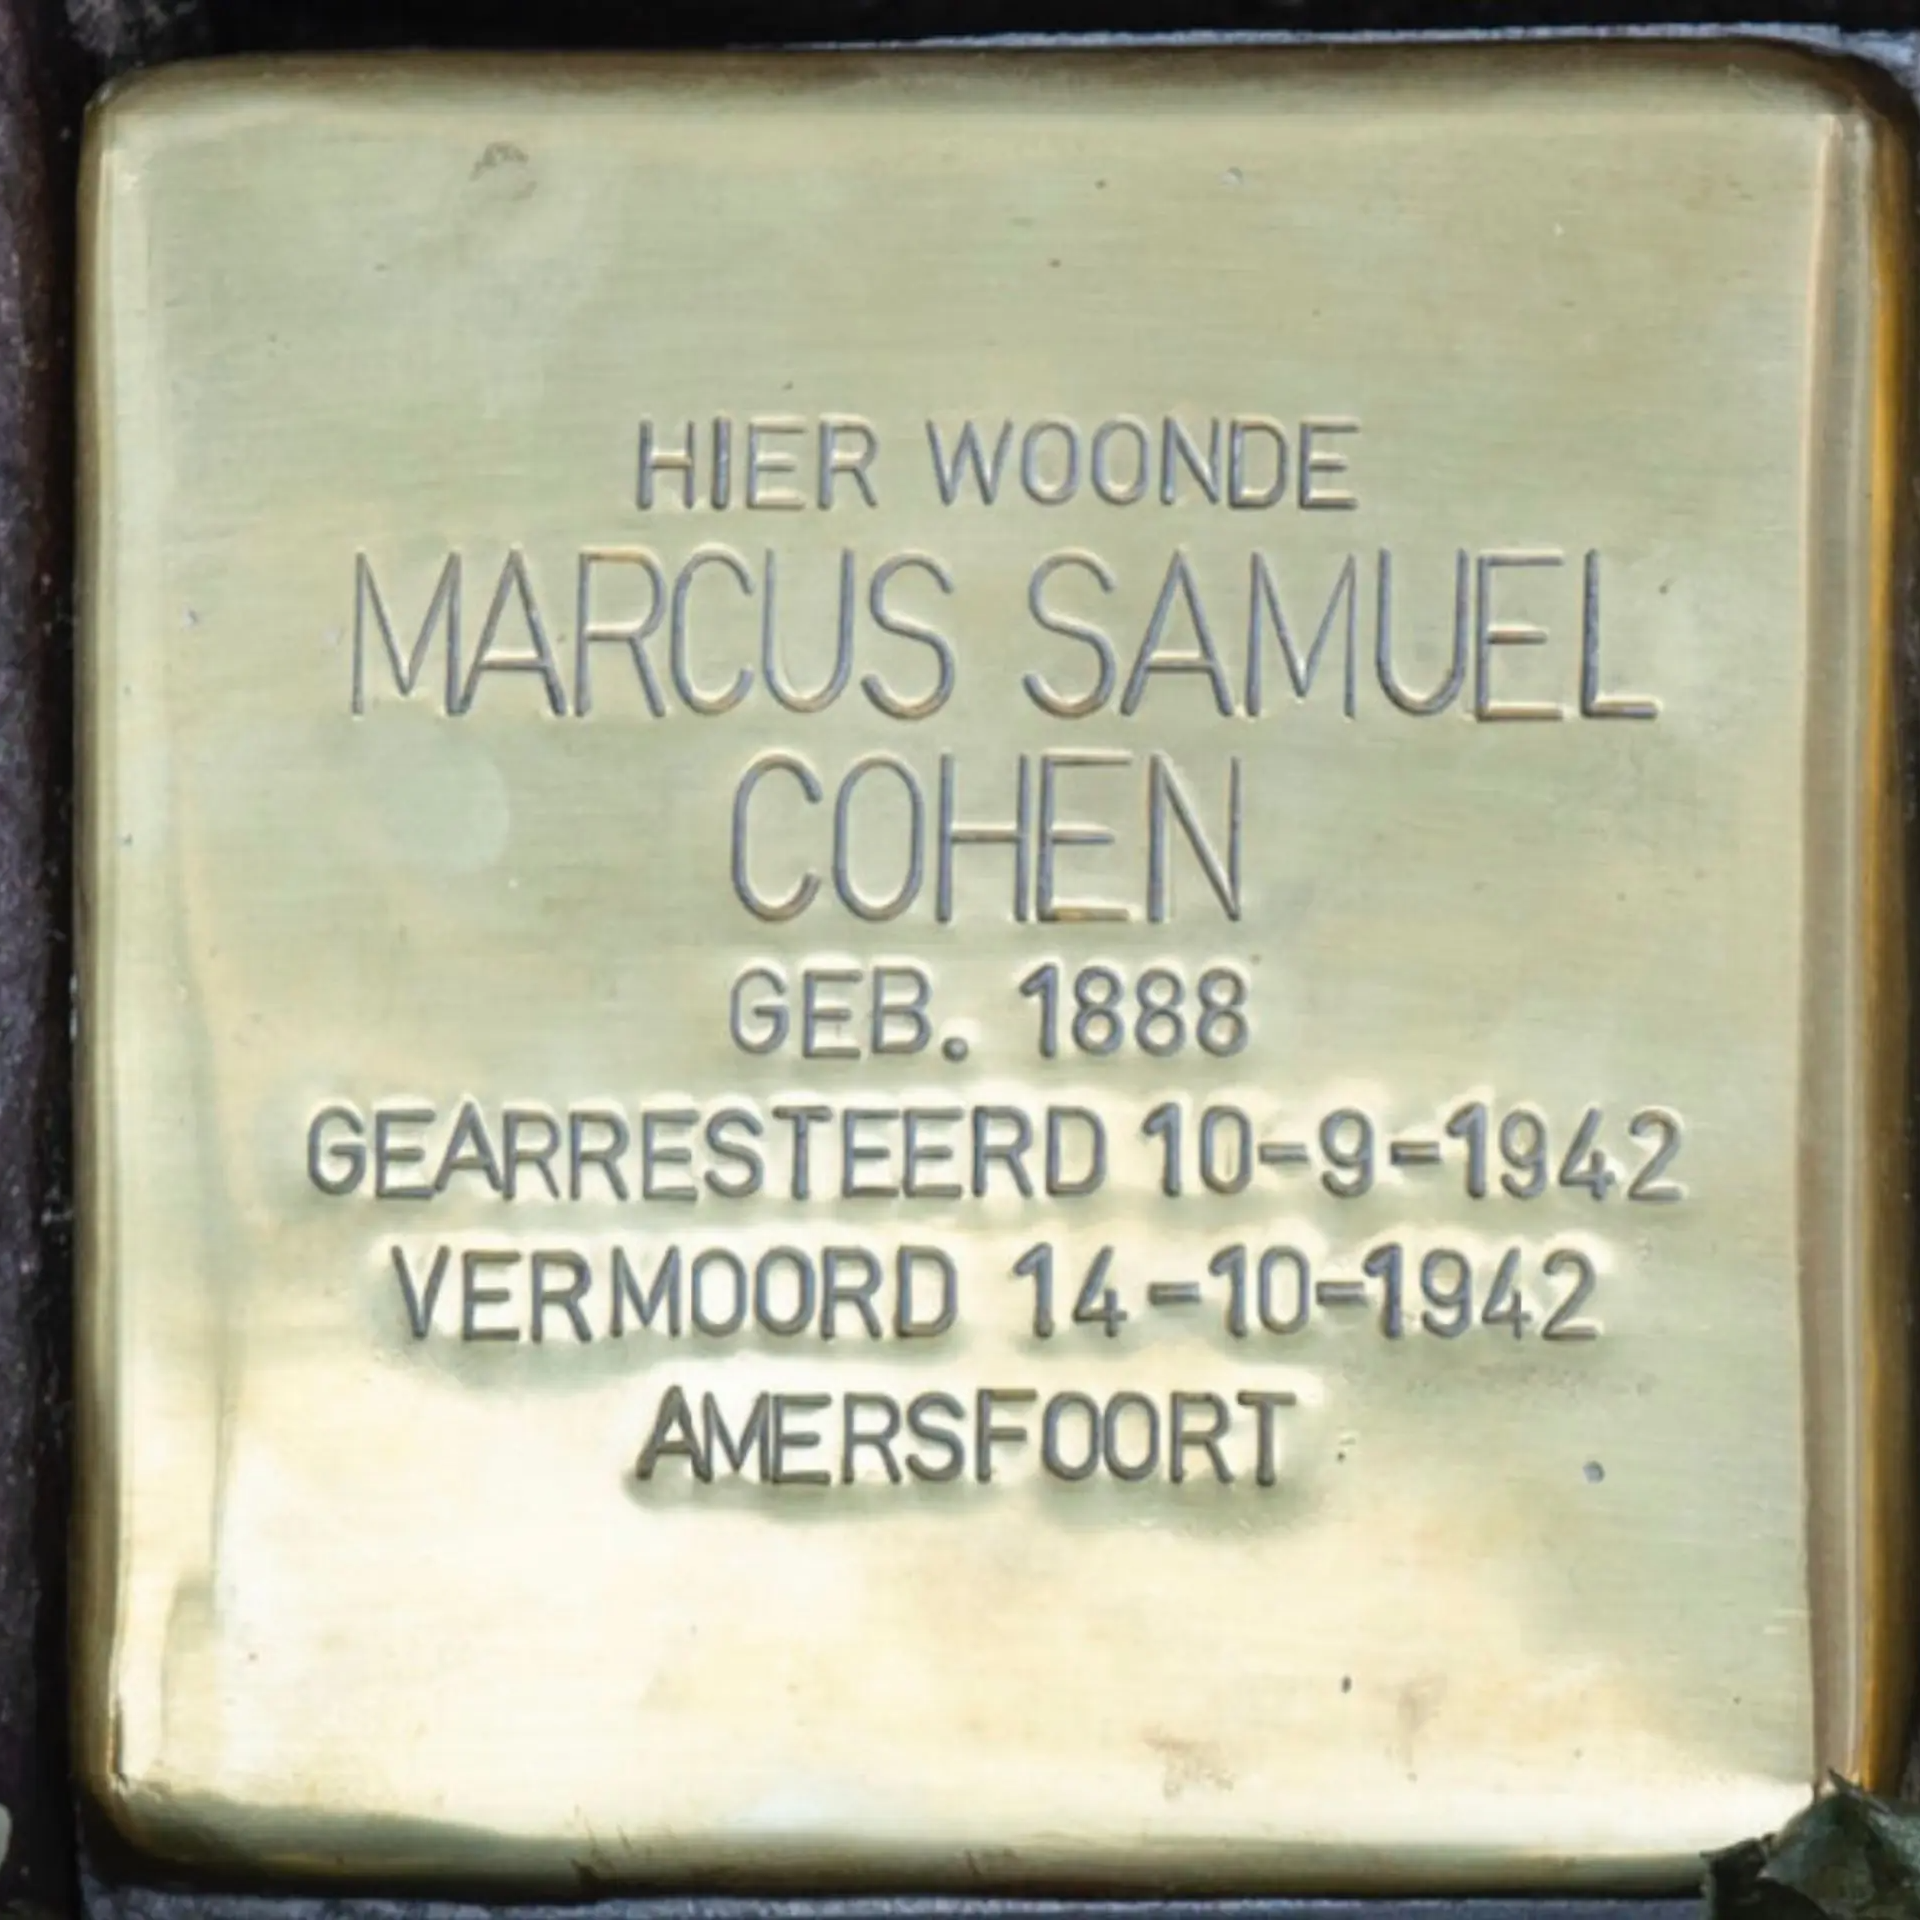 HIER WOONDE
MARCUS SAMUEL
COHEN
GEB. 1888
GEARRESTEERD 10-9-1942
VERMOORD 14-10-1942
AMERSFOORT